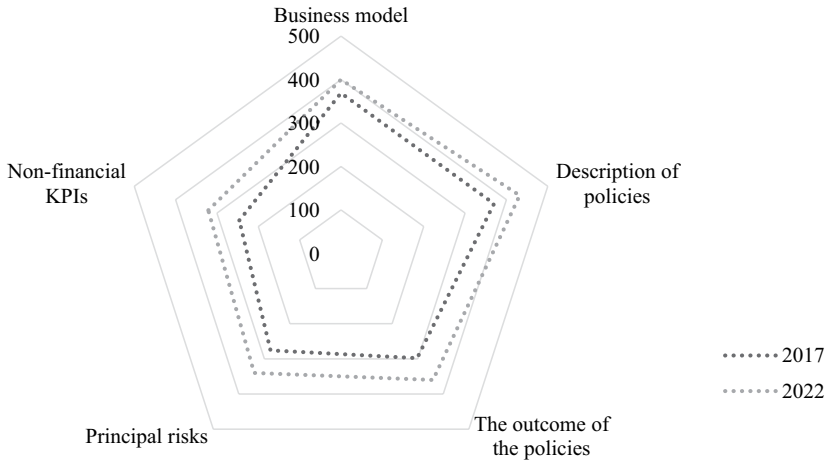 Business model
500
400
300
200
100
0
Non-financial
KPIs
Description of
policies
Principal risks
The outcome of
the policies
2017
2022